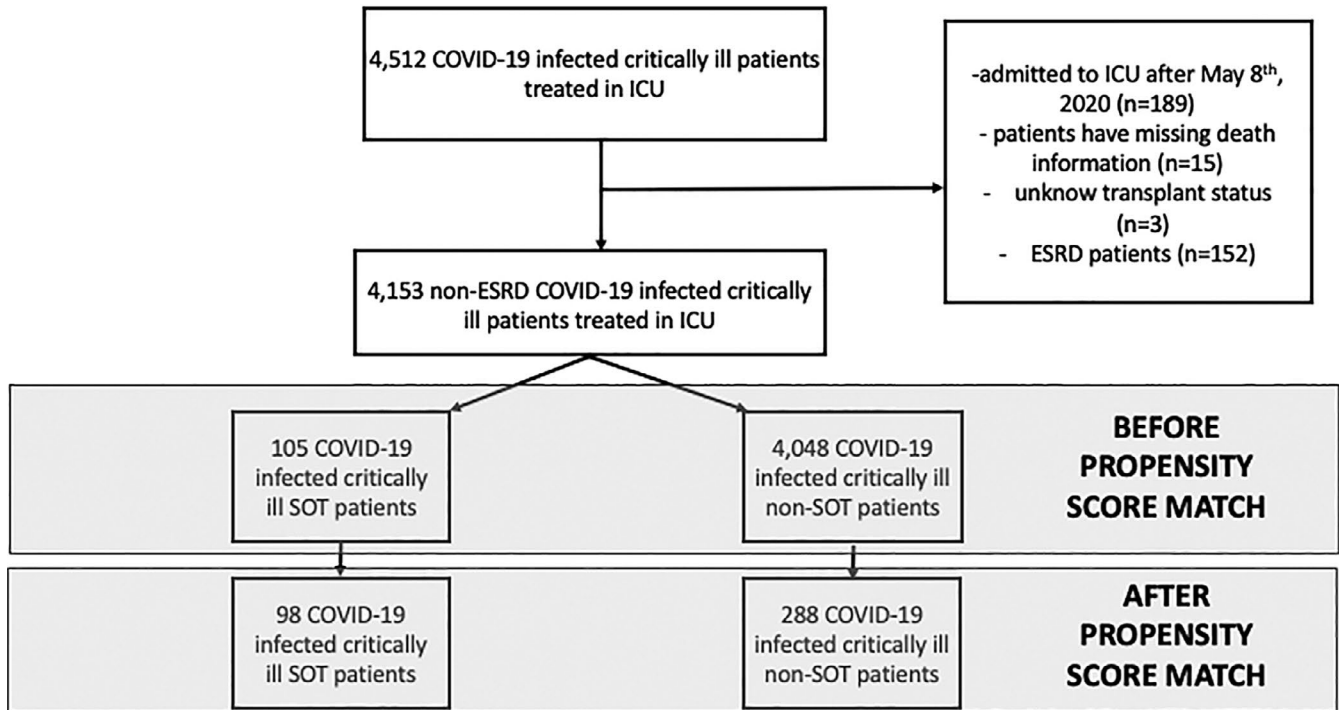 4,512 COVID-19 infected critically ill patients
treated in ICU
-admitted to ICU after May 8th,
2020 (n=189)
- patients have missing death
information (n=15)
- unknow transplant status
(n=3)
- ESRD patients (n=152)
4,153 non-ESRD COVID-19 infected critically
ill patients treated in ICU
105 COVID-19
infected critically
ill SOT patients
4,048 COVID-19
infected critically ill
non-SOT patients
BEFORE
PROPENSITY
SCORE MATCH
98 COVID-19
infected critically
ill SOT patients
288 COVID-19
infected critically ill
non-SOT patients
AFTER
PROPENSITY
SCORE MATCH